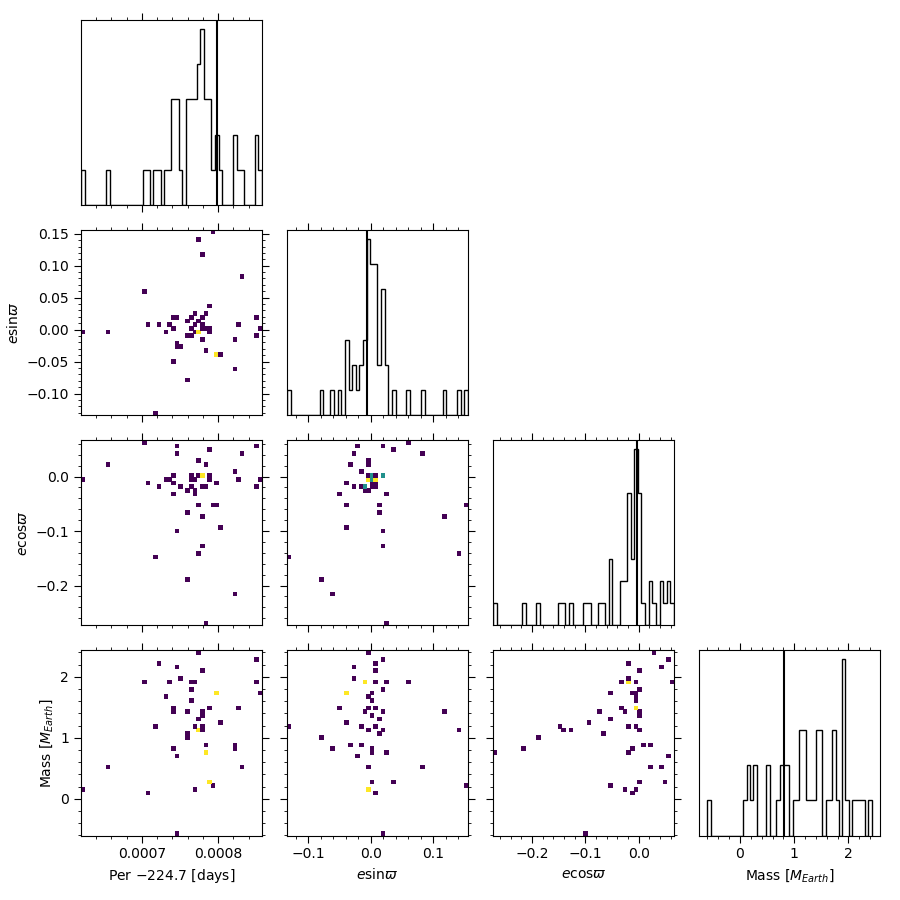 0.15
0.10
0.05
0.00
−0.05
−0.10
esinϖ
0.0
−0.1
−0.2
ecosϖ
2
1
0
Mass [M_Earth]
0.0007 0.0008
−0.1 0.0 0.1
−0.2 −0.1 0.0
0 1 2
Per −224.7 [days]
esinϖ
ecosϖ
Mass [M_Earth]